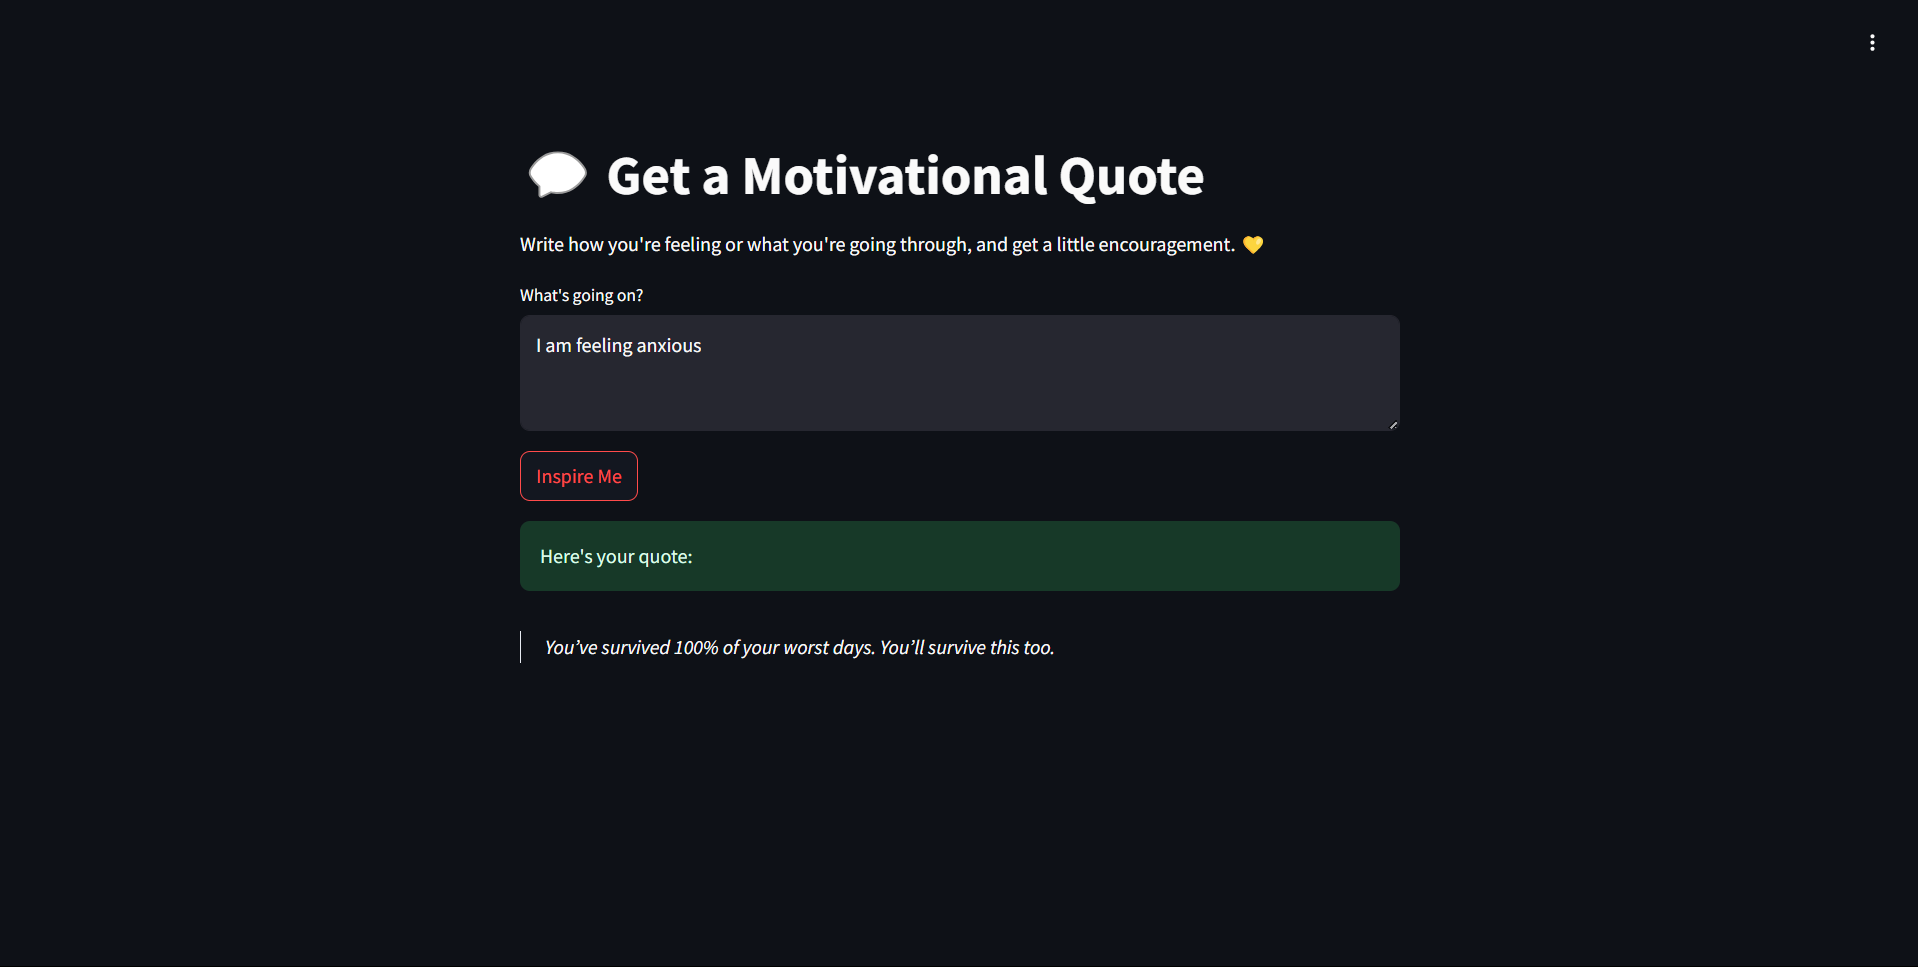 💬 Get a Motivational Quote
Write how you're feeling or what you're going through, and get a little encouragement. 💛
What's going on?
I am feeling anxious
Inspire Me
Here's your quote:
You’ve survived 100% of your worst days. You’ll survive this too.